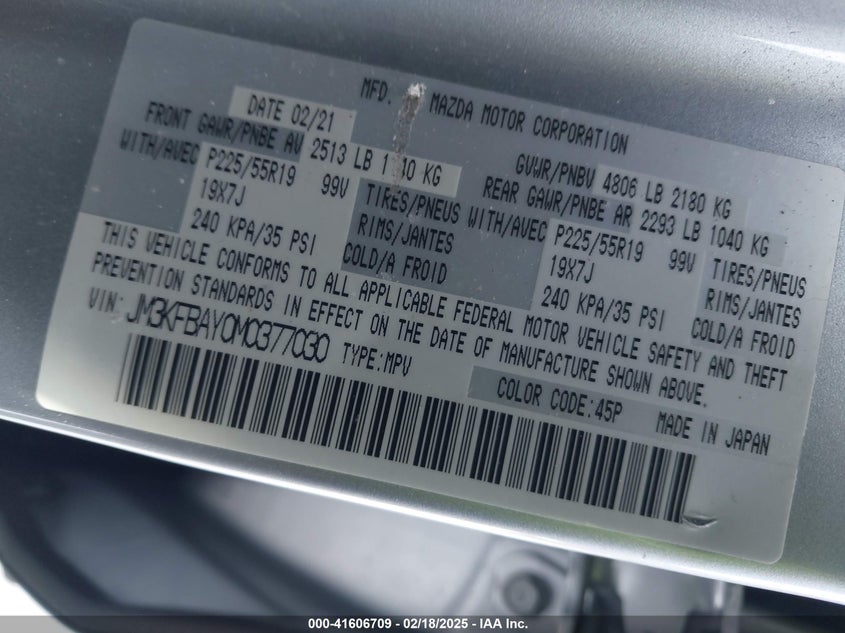 MFD. MAZDA MOTOR CORPORATION
DATE 02/21 GVWR/PNBV 4806 LB 2180 KG
FRONT GAWR/PNBE AV 2513 LB 1140 KG REAR GAWR/PNBE AR 2293 LB 1040 KG
WITH/AVEC P225/55R19 99V TIRES/PNEUS WITH/AVEC P225/55R19 99V TIRES/PNEUS
19X7J RIMS/JANTES 19X7J RIMS/JANTES
240 KPA/35 PSI COLD/A FROID 240 KPA/35 PSI COLD/A FROID
THIS VEHICLE CONFORMS TO ALL APPLICABLE FEDERAL MOTOR VEHICLE SAFETY AND THEFT
PREVENTION STANDARDS IN EFFECT ON THE DATE OF MANUFACTURE SHOWN ABOVE.
VIN: JM3KFBAY0M0377030 TYPE:MPV
COLOR CODE:45P MADE IN JAPAN
000-41606709 - 02/18/2025 - IAA Inc.